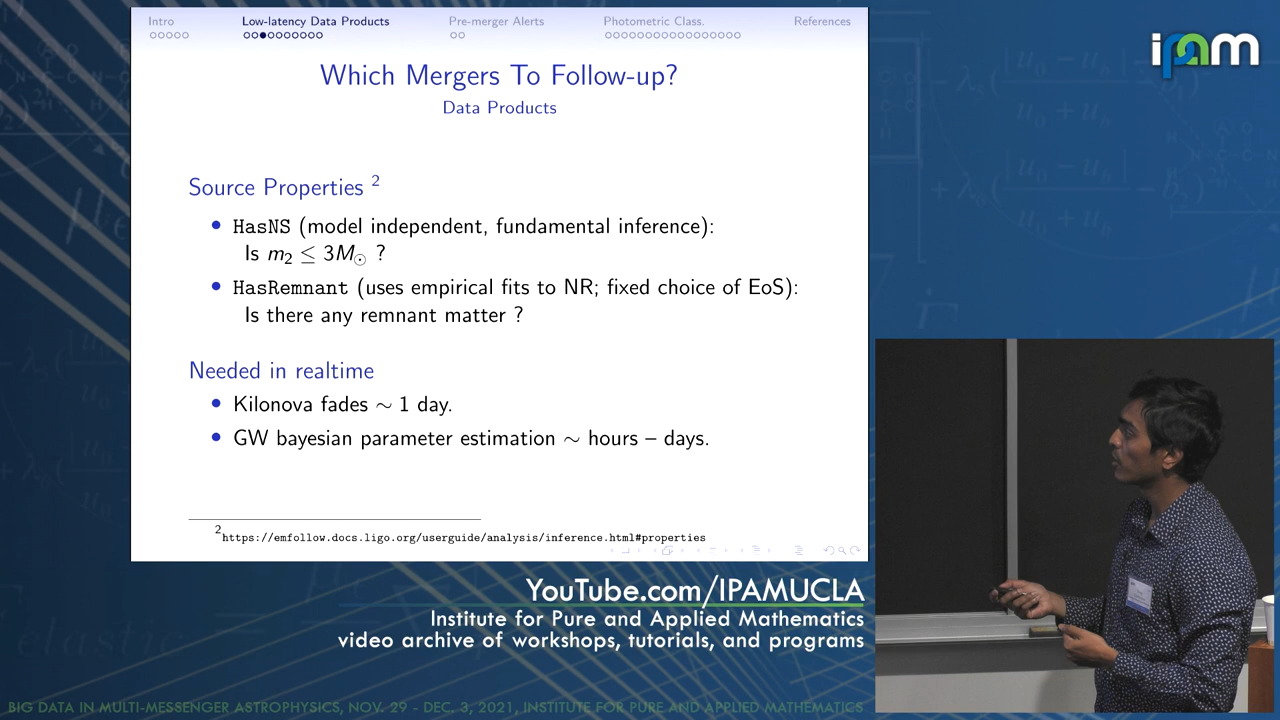 Intro
Low-latency Data Products
Pre-merger Alerts
Photometric Class.
References
ipam
Which Mergers To Follow-up?
Data Products
Source Properties 2
• HasNS (model independent, fundamental inference):
Is m₂ ≤ 3M☉ ?
• HasRemnant (uses empirical fits to NR; fixed choice of EoS):
Is there any remnant matter ?
Needed in realtime
• Kilonova fades ∼ 1 day.
• GW bayesian parameter estimation ∼ hours – days.
2https://emfollow.docs.ligo.org/userguide/analysis/inference.html#properties
YouTube.com/IPAMUCLA
Institute for Pure and Applied Mathematics
video archive of workshops, tutorials, and programs
BIG DATA IN MULTI-MESSENGER ASTROPHYSICS, NOV. 29 - DEC. 3, 2021, INSTITUTE FOR PURE AND APPLIED MATHEMATICS